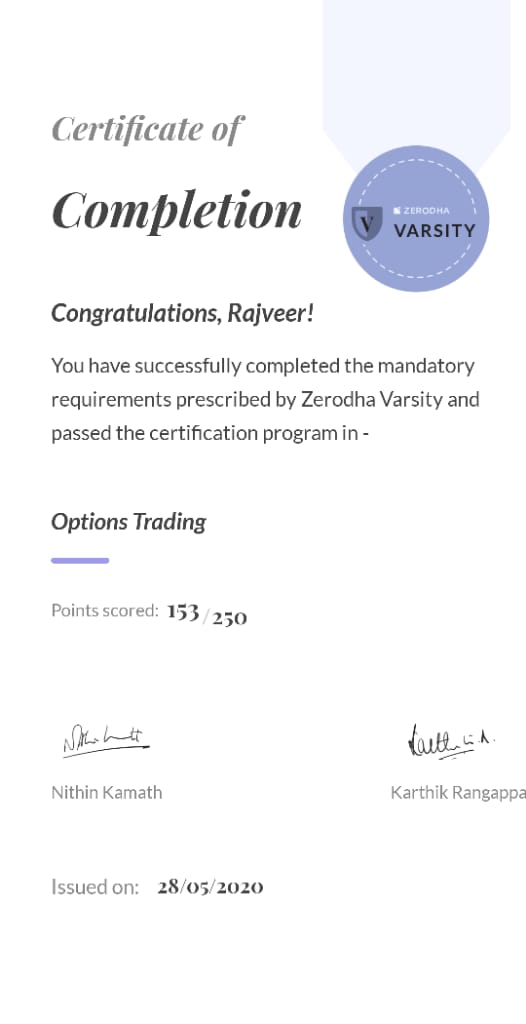 Certificate of
Completion
V
ZERODHA
VARSITY
Congratulations, Rajveer!
You have successfully completed the mandatory
requirements prescribed by Zerodha Varsity and
passed the certification program in -
Options Trading
Points scored: 153/250
Nithin Kamath
Karthik Rangappa
Issued on: 28/05/2020